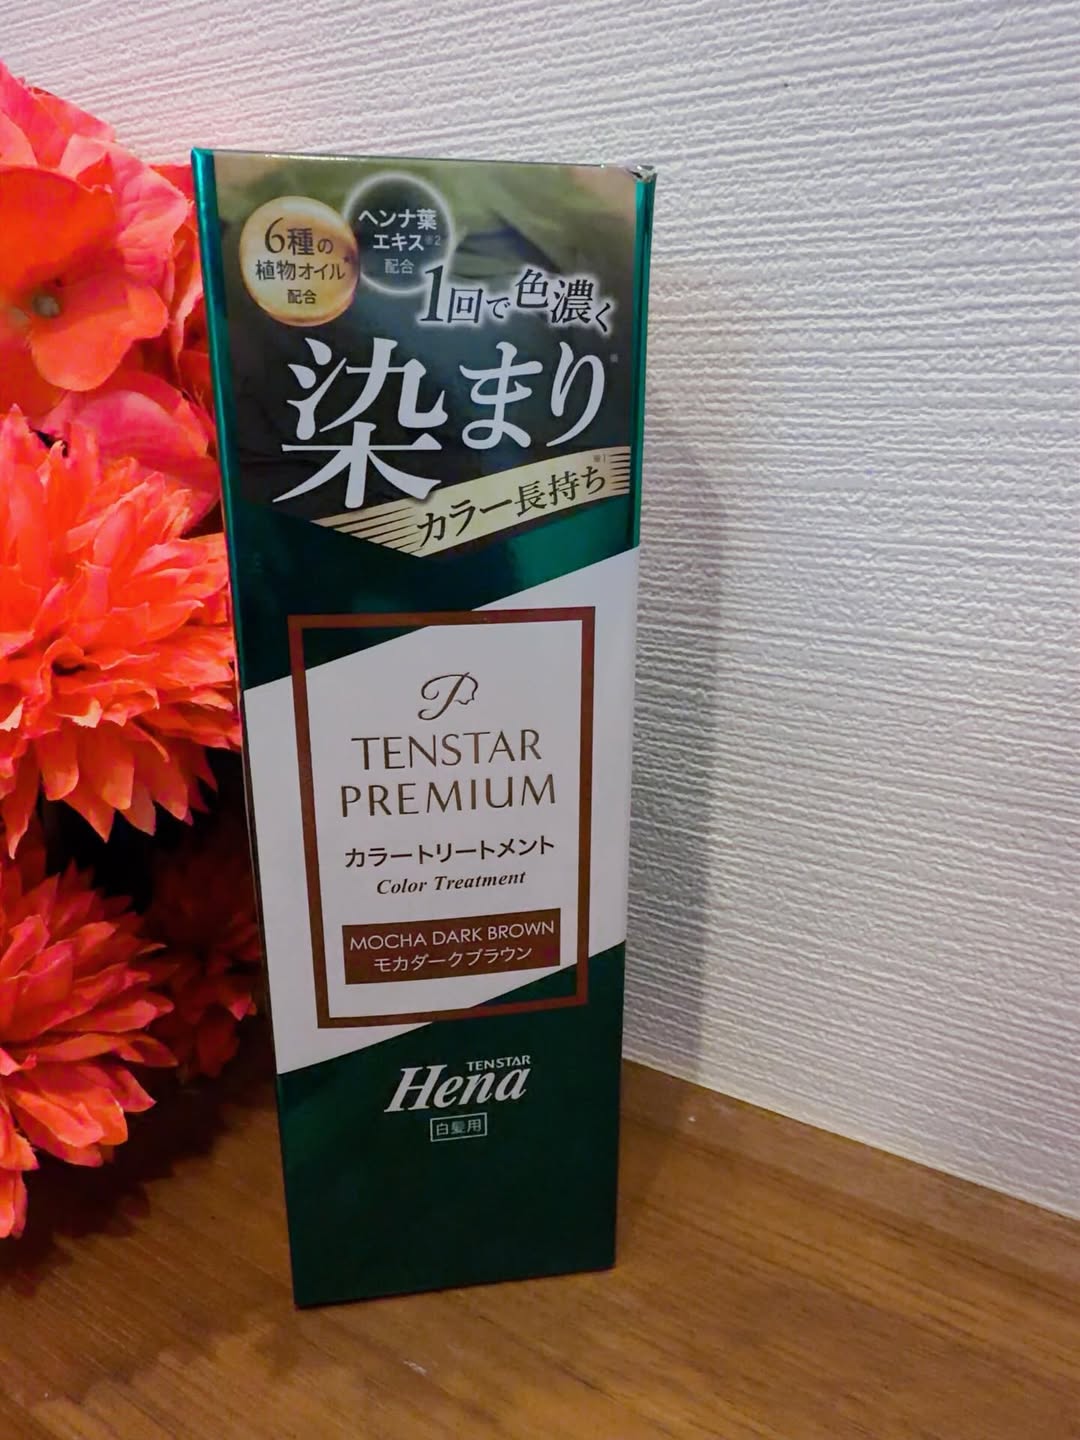 6種の
植物オイル
配合
ヘンナ葉
エキス※2
配合
1回で色濃く
染まり※
カラー長持ち※1
TENSTAR
PREMIUM
カラートリートメント
Color Treatment
MOCHA DARK BROWN
モカダークブラウン
TENSTAR
Hena
白髪用